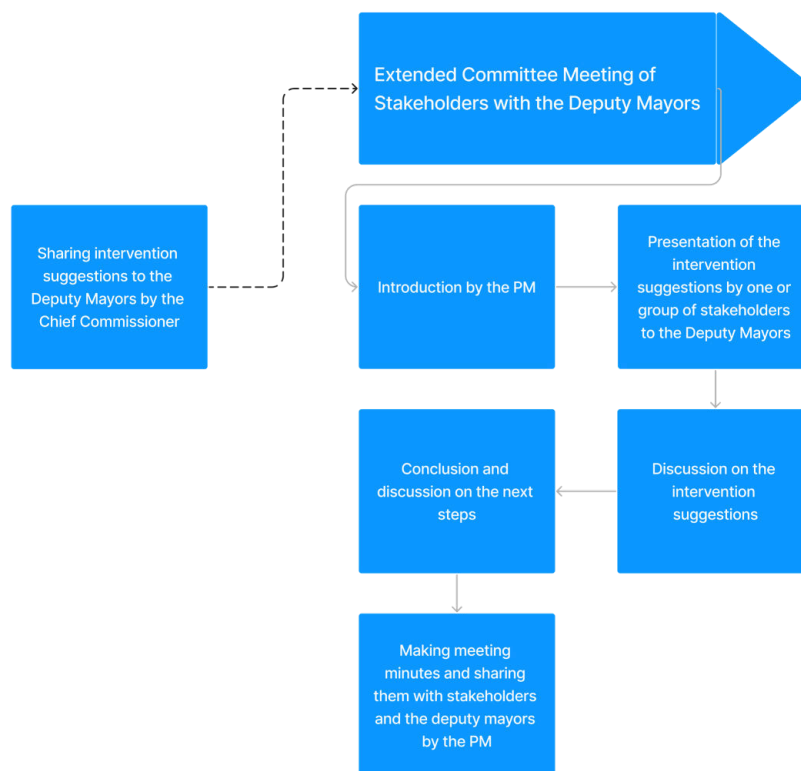 Extended Committee Meeting of
Stakeholders with the Deputy Mayors
Sharing intervention
suggestions to the
Deputy Mayors by the
Chief Commissioner
Introduction by the PM
Presentation of the
intervention
suggestions by one or
group of stakeholders
to the Deputy Mayors
Conclusion and
discussion on the next
steps
Discussion on the
intervention
suggestions
Making meeting
minutes and sharing
them with stakeholders
and the deputy mayors
by the PM